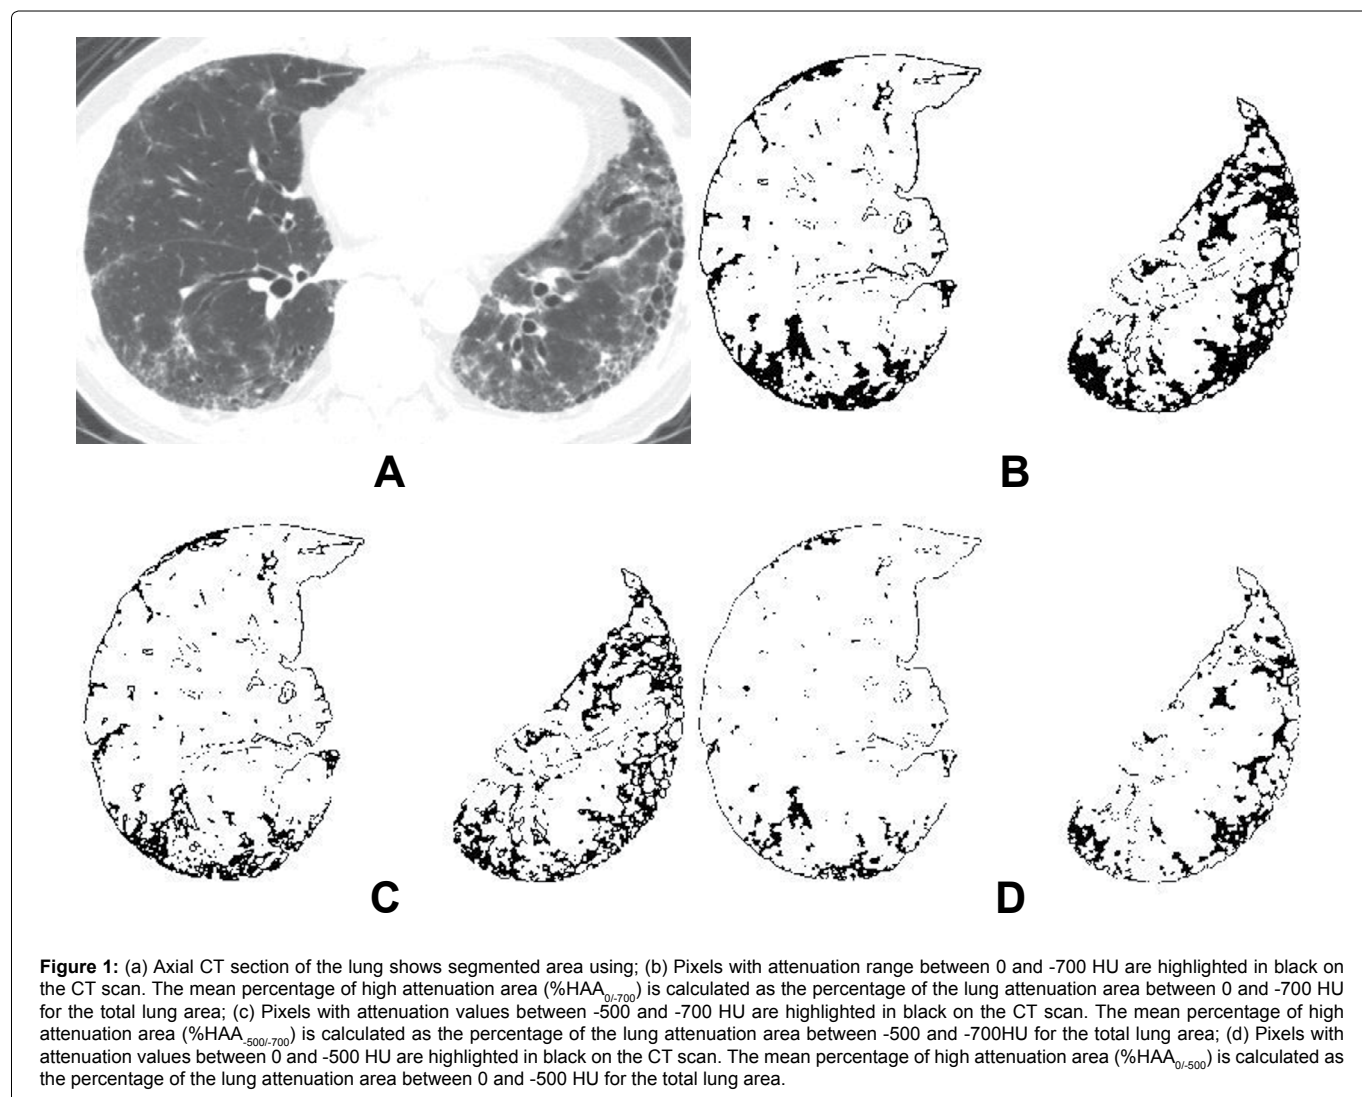 A
B
C
D
Figure 1: (a) Axial CT section of the lung shows segmented area using; (b) Pixels with attenuation range between 0 and -700 HU are highlighted in black on
the CT scan. The mean percentage of high attenuation area (%HAA0/-700) is calculated as the percentage of the lung attenuation area between 0 and -700 HU
for the total lung area; (c) Pixels with attenuation values between -500 and -700 HU are highlighted in black on the CT scan. The mean percentage of high
attenuation area (%HAA-500/-700) is calculated as the percentage of the lung attenuation area between -500 and -700HU for the total lung area; (d) Pixels with
attenuation values between 0 and -500 HU are highlighted in black on the CT scan. The mean percentage of high attenuation area (%HAA0/-500) is calculated as
the percentage of the lung attenuation area between 0 and -500 HU for the total lung area.